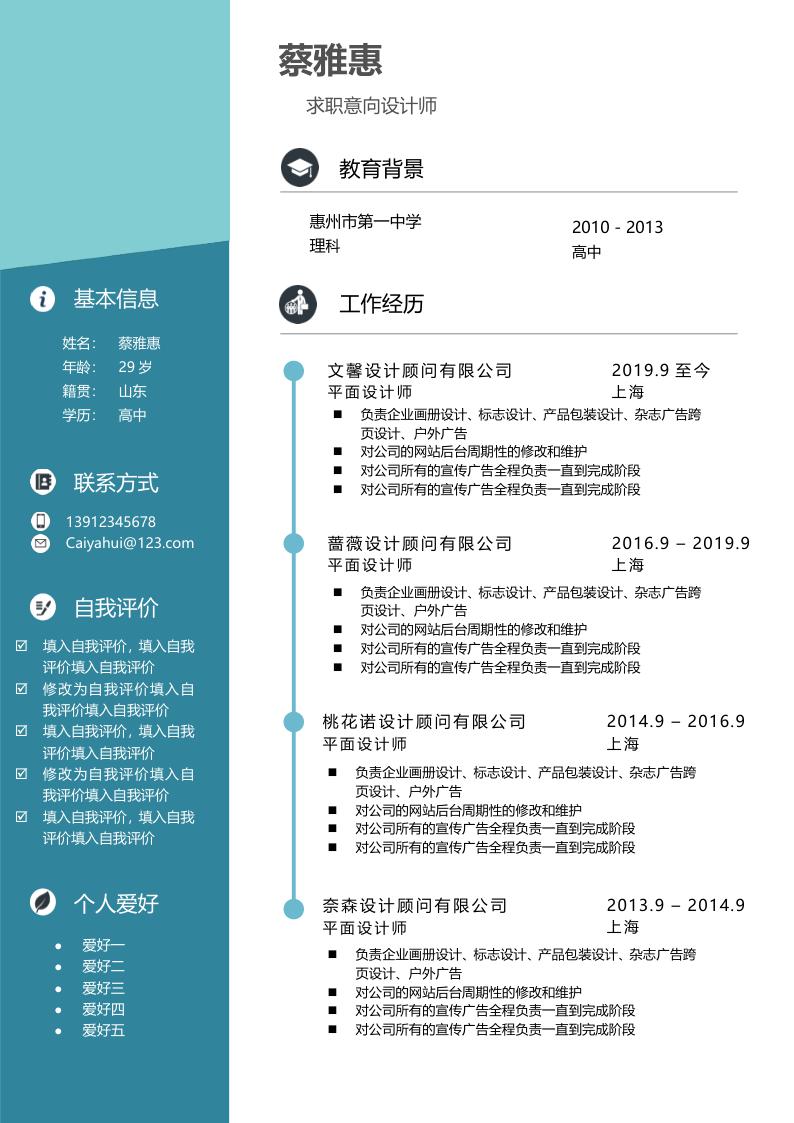 蔡雅惠
求职意向设计师
教育背景
惠州市第一中学
理科
2010 - 2013
高中
工作经历
文馨设计顾问有限公司 2019.9 至今
平面设计师 上海
■ 负责企业画册设计、标志设计、产品包装设计、杂志广告跨
页设计、户外广告
■ 对公司的网站后台周期性的修改和维护
■ 对公司所有的宣传广告全程负责一直到完成阶段
■ 对公司所有的宣传广告全程负责一直到完成阶段
蔷薇设计顾问有限公司 2016.9 – 2019.9
平面设计师 上海
■ 负责企业画册设计、标志设计、产品包装设计、杂志广告跨
页设计、户外广告
■ 对公司的网站后台周期性的修改和维护
■ 对公司所有的宣传广告全程负责一直到完成阶段
■ 对公司所有的宣传广告全程负责一直到完成阶段
桃花诺设计顾问有限公司 2014.9 – 2016.9
平面设计师 上海
■ 负责企业画册设计、标志设计、产品包装设计、杂志广告跨
页设计、户外广告
■ 对公司的网站后台周期性的修改和维护
■ 对公司所有的宣传广告全程负责一直到完成阶段
■ 对公司所有的宣传广告全程负责一直到完成阶段
奈森设计顾问有限公司 2013.9 – 2014.9
平面设计师 上海
■ 负责企业画册设计、标志设计、产品包装设计、杂志广告跨
页设计、户外广告
■ 对公司的网站后台周期性的修改和维护
■ 对公司所有的宣传广告全程负责一直到完成阶段
■ 对公司所有的宣传广告全程负责一直到完成阶段
基本信息
姓名： 蔡雅惠
年龄： 29 岁
籍贯： 山东
学历： 高中
联系方式
13912345678
Caiyahui@123.com
自我评价
☑ 填入自我评价，填入自我
评价填入自我评价
☑ 修改为自我评价填入自
我评价填入自我评价
☑ 填入自我评价，填入自我
评价填入自我评价
☑ 修改为自我评价填入自
我评价填入自我评价
☑ 填入自我评价，填入自我
评价填入自我评价
个人爱好
● 爱好一
● 爱好二
● 爱好三
● 爱好四
● 爱好五